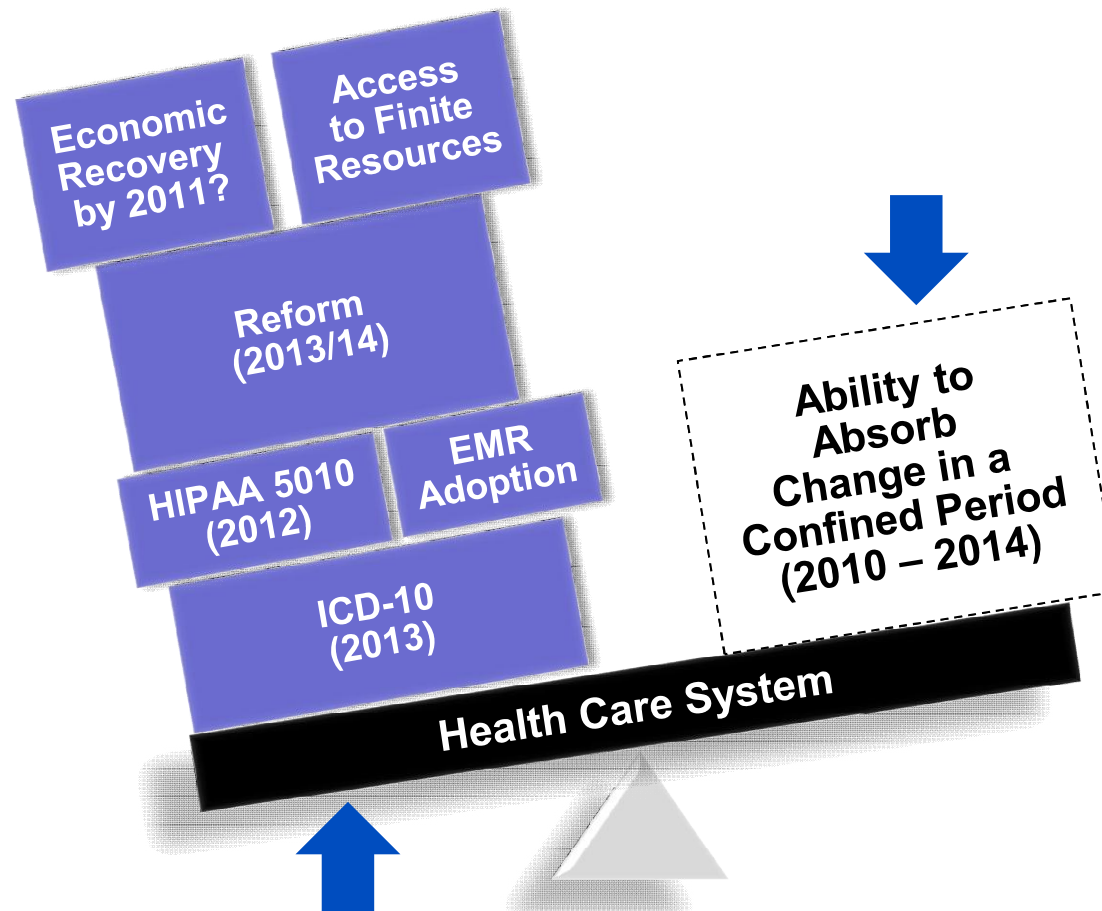 Economic
Recovery
by 2011?
Access
to Finite
Resources
Reform
(2013/14)
HIPAA 5010
(2012)
EMR
Adoption
ICD-10
(2013)
Ability to
Absorb
Change in a
Confined Period
(2010 – 2014)
Health Care System